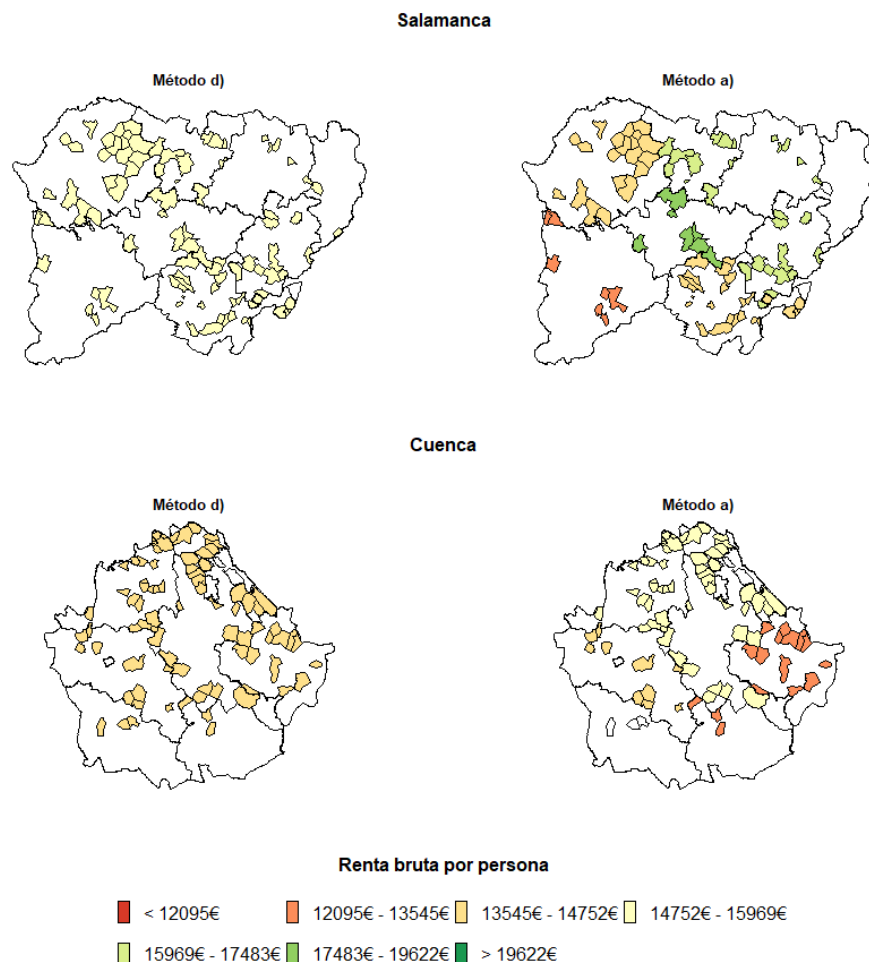 Salamanca
Método d)
Método a)
Cuenca
Método d)
Método a)
Renta bruta por persona
< 12095€
12095€ - 13545€
13545€ - 14752€
14752€ - 15969€
15969€ - 17483€
17483€ - 19622€
> 19622€